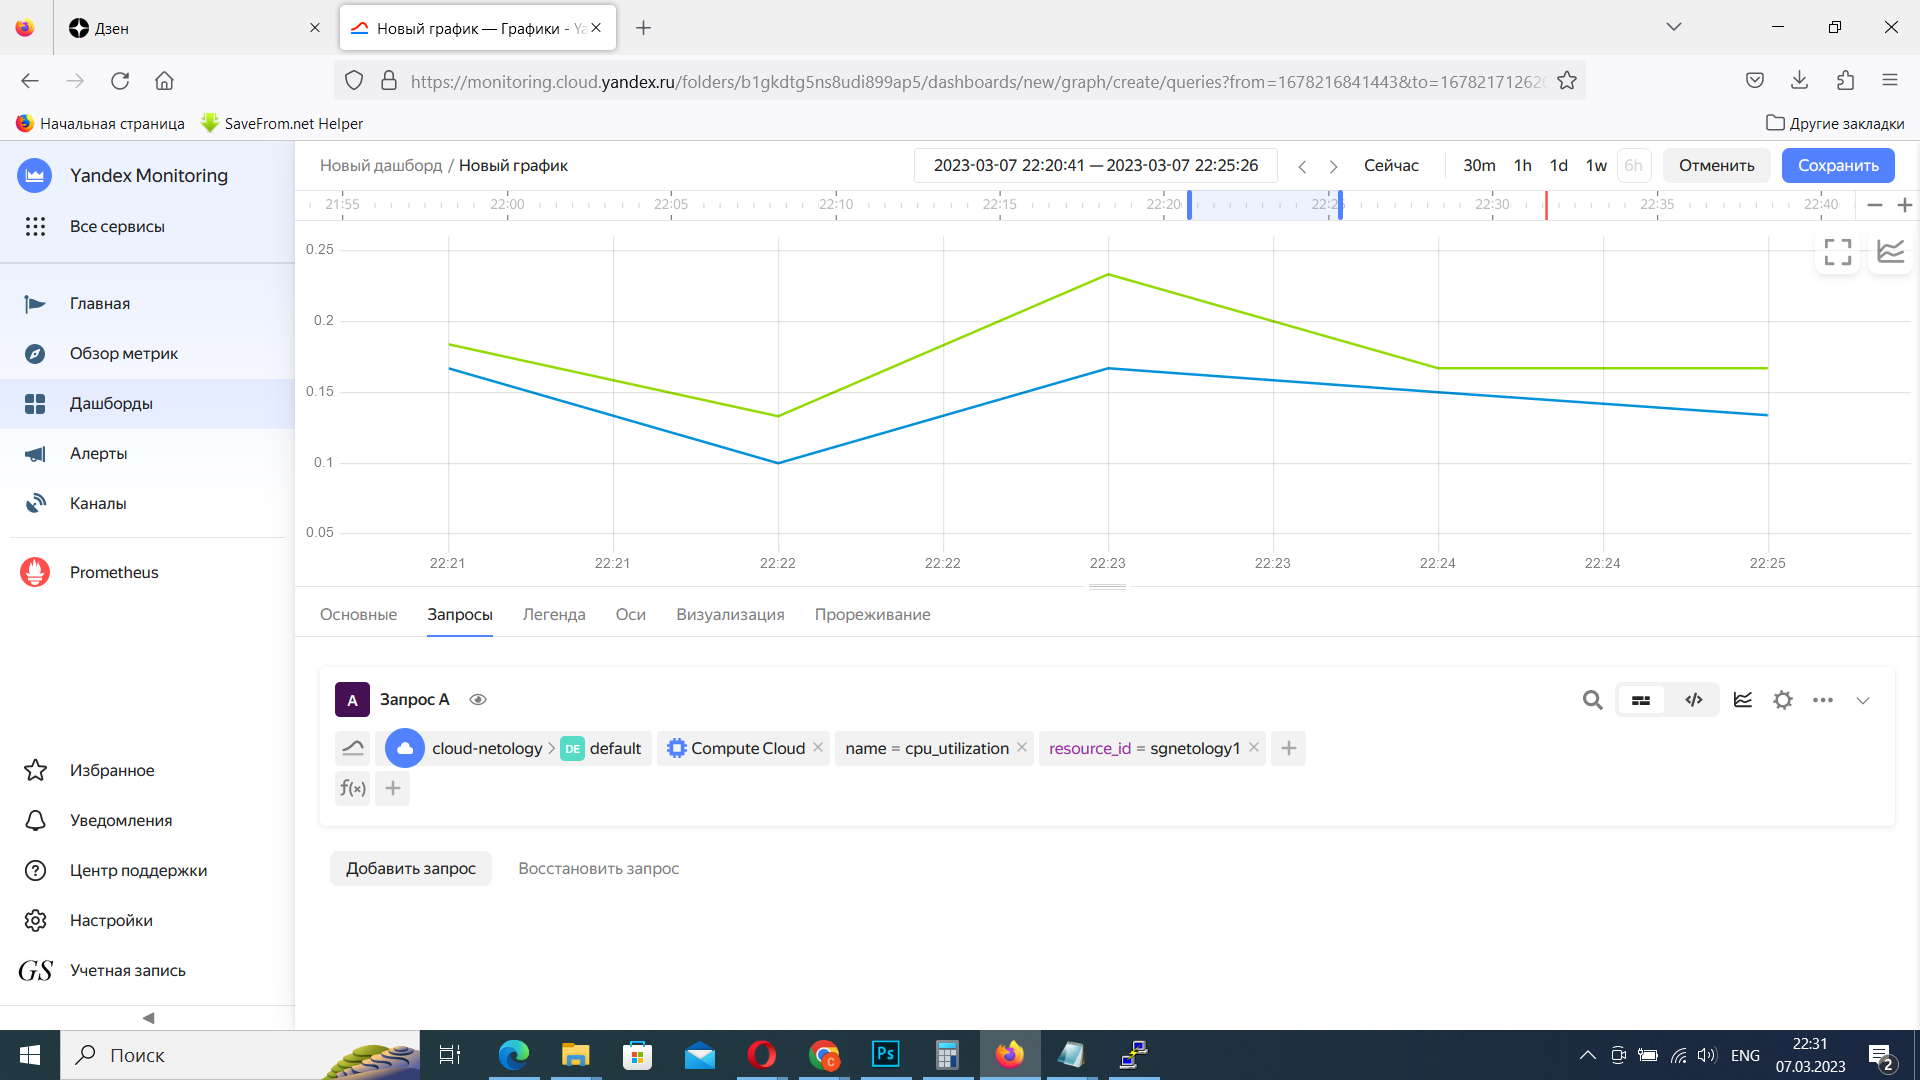 Дзен
Новый график — Графики - Ya
https://monitoring.cloud.yandex.ru/folders/b1gkdtg5ns8udi899ap5/dashboards/new/graph/create/queries?from=1678216841443&to=167821712620
Начальная страница
SaveFrom.net Helper
Другие закладки
Yandex Monitoring
Все сервисы
Главная
Обзор метрик
Дашборды
Алерты
Каналы
Prometheus
Избранное
Уведомления
Центр поддержки
Настройки
GS Учетная запись
Новый дашборд / Новый график
2023-03-07 22:20:41 — 2023-03-07 22:25:26
Сейчас
30m 1h 1d 1w 6h
Отменить
Сохранить
21:55 22:00 22:05 22:10 22:15 22:20 22:25 22:30 22:35 22:40
0.25
0.2
0.15
0.1
0.05
22:21 22:21 22:22 22:22 22:23 22:23 22:24 22:24 22:25
Основные Запросы Легенда Оси Визуализация Прореживание
A Запрос A
cloud-netology > DE default Compute Cloud × name = cpu_utilization × resource_id = sgnetology1 × +
f(x) +
Добавить запрос Восстановить запрос
Поиск
Ps
ENG
22:31
07.03.2023
2